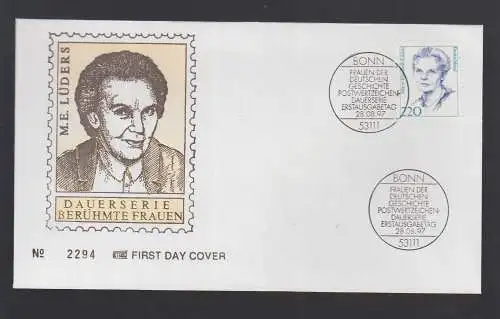 M.E. LÜDERS
DAUERSERIE
BERÜHMTE FRAUEN
Nº 2294 FIRST DAY COVER
BONN
FRAUEN DER
DEUTSCHEN
GESCHICHTE
POSTWERTZEICHEN-
DAUERSERIE
ERSTAUSGABETAG
28.08.97
53111
220
BONN
FRAUEN DER
DEUTSCHEN
GESCHICHTE
POSTWERTZEICHEN-
DAUERSERIE
ERSTAUSGABETAG
28.08.97
53111